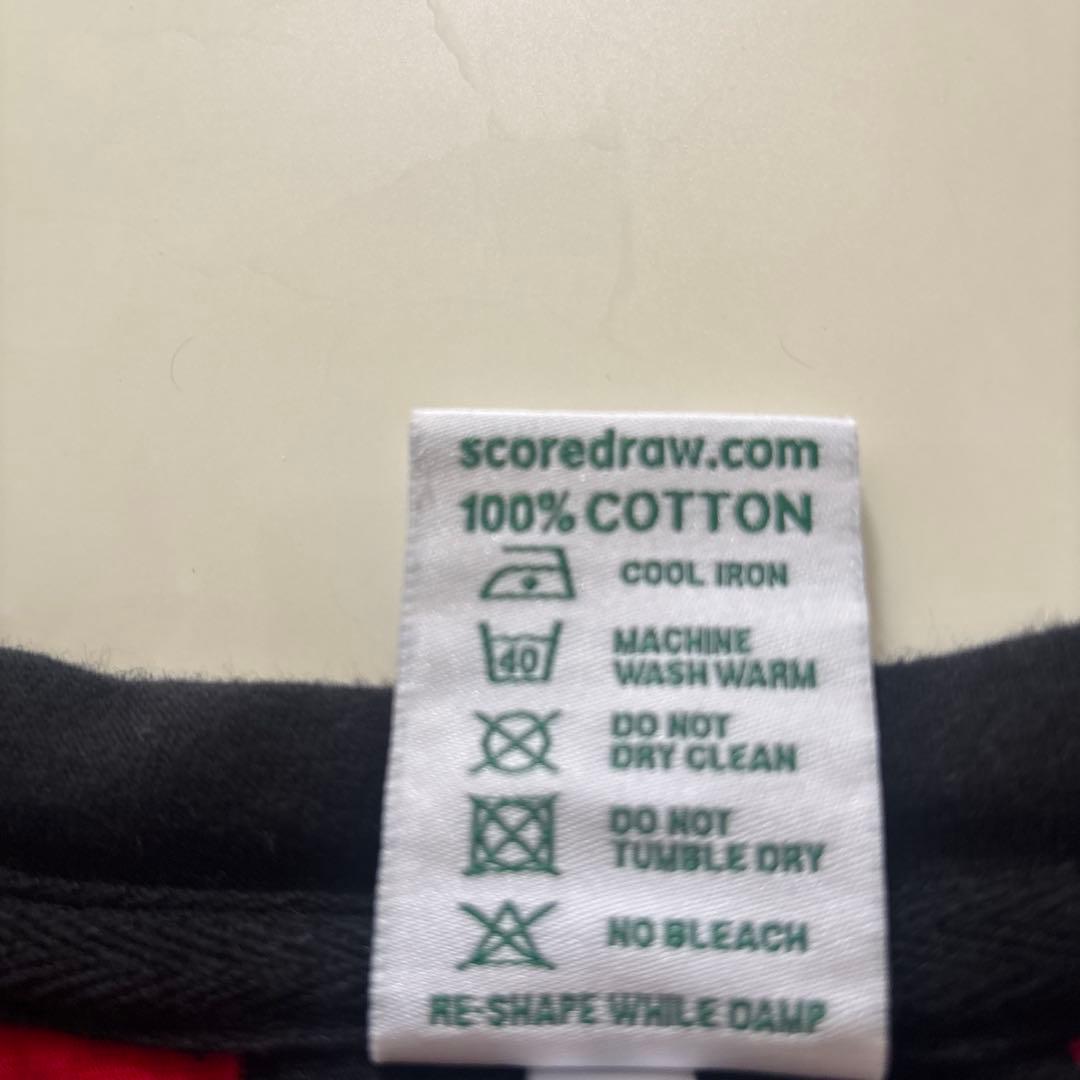 scoredraw.com
100% COTTON
COOL IRON
40
MACHINE
WASH WARM
DO NOT
DRY CLEAN
DO NOT
TUMBLE DRY
NO BLEACH
RE-SHAPE WHILE DAMP